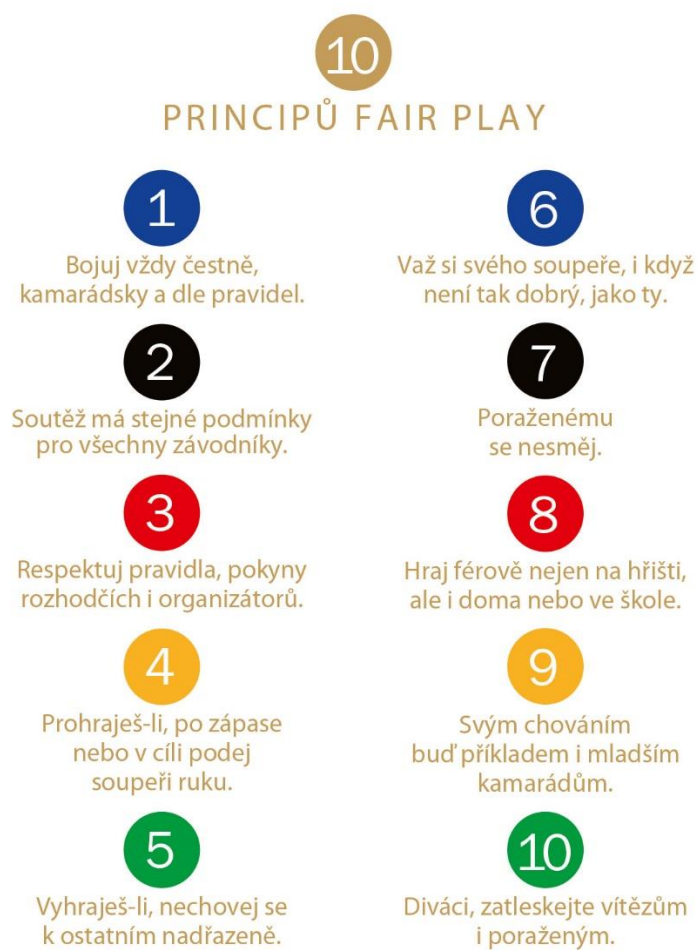 10
PRINCIPŮ FAIR PLAY
1
Bojuj vždy čestně,
kamarádsky a dle pravidel.
2
Soutěž má stejné podmínky
pro všechny závodníky.
3
Respektuj pravidla, pokyny
rozhodčích i organizátorů.
4
Prohraješ-li, po zápase
nebo v cíli podej
soupeři ruku.
5
Vyhraješ-li, nechovej se
k ostatním nadřazeně.
6
Važ si svého soupeře, i když
není tak dobrý, jako ty.
7
Poraženému
se nesměj.
8
Hraj férově nejen na hřišti,
ale i doma nebo ve škole.
9
Svým chováním
buď příkladem i mladším
kamarádům.
10
Diváci, zatleskejte vítězům
i poraženým.